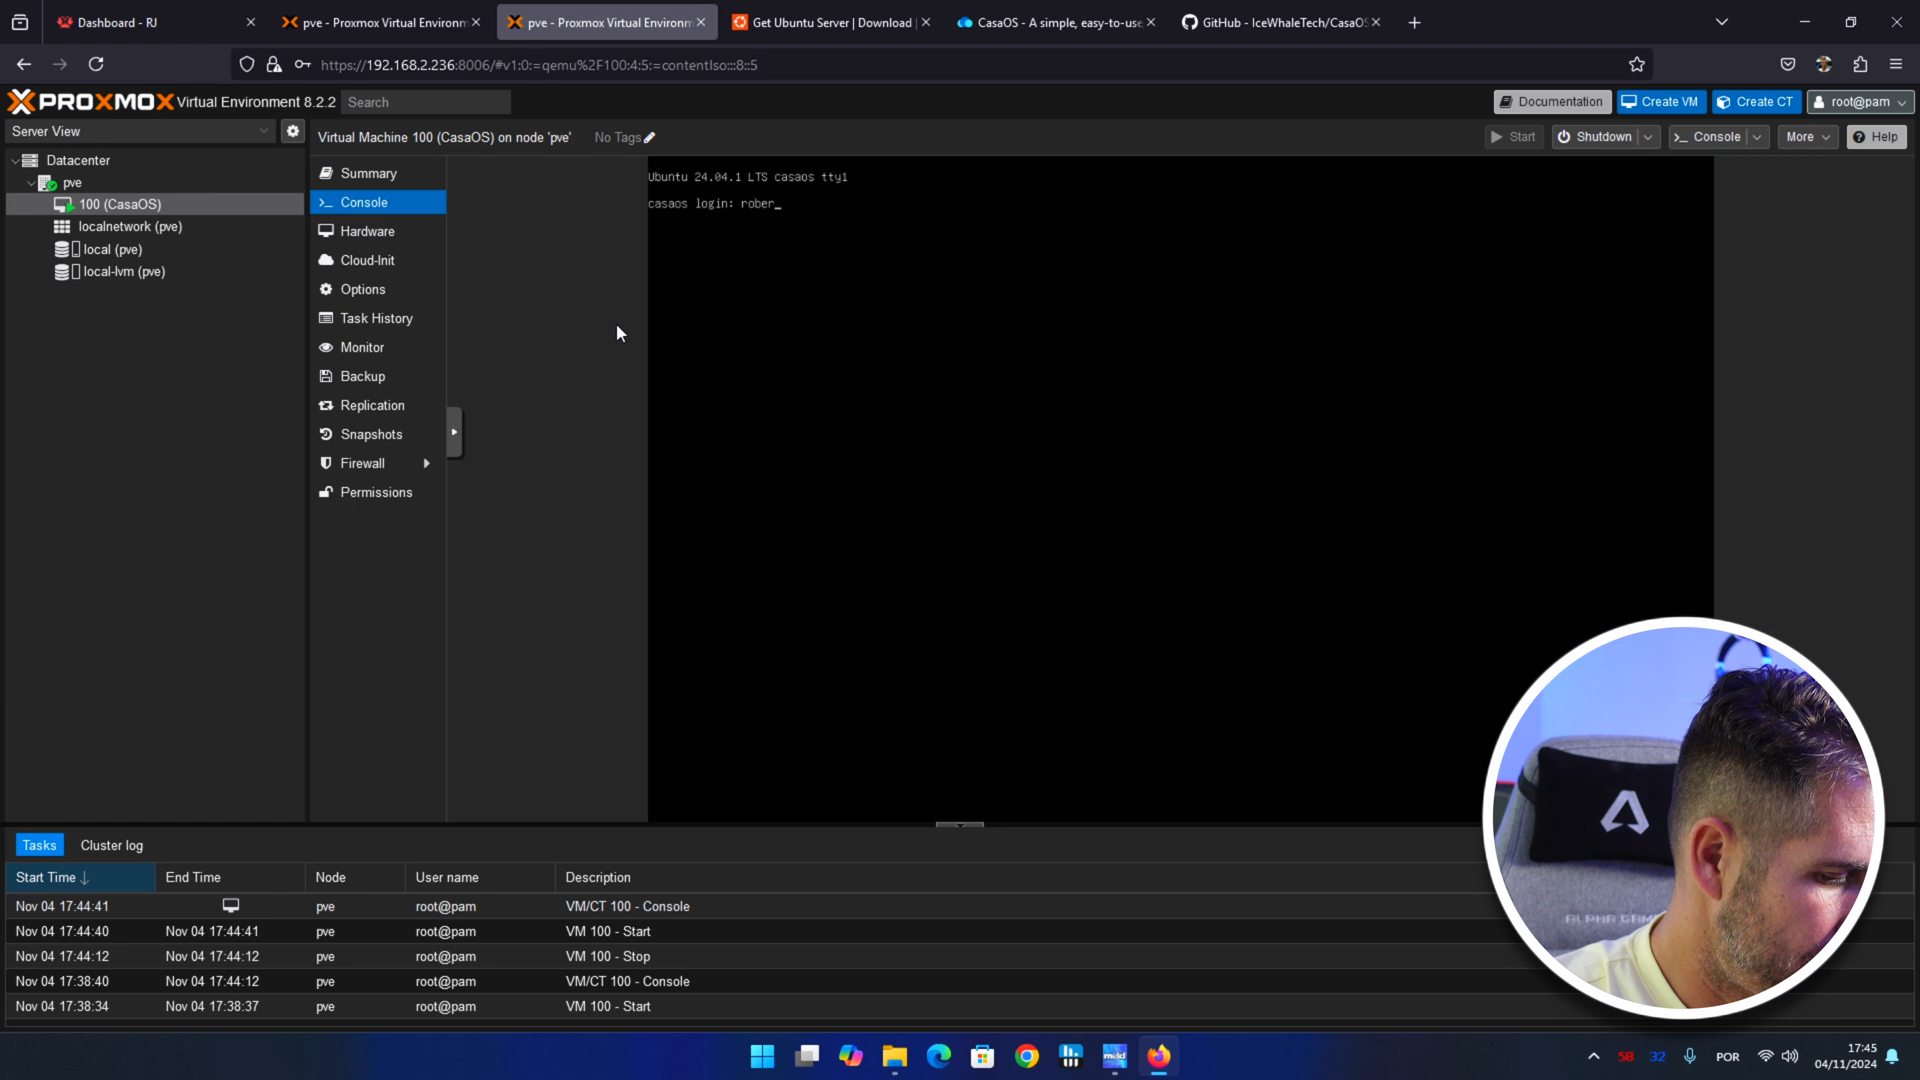 Dashboard - RJ
pve - Proxmox Virtual Environm
pve - Proxmox Virtual Environm
Get Ubuntu Server | Download
CasaOS - A simple, easy-to-use
GitHub - IceWhaleTech/CasaOS
https://192.168.2.236:8006/#v1:0:=qemu%2F100:4:5:=contentIso:::8::5
PROXMOX Virtual Environment 8.2.2
Search
Documentation
Create VM
Create CT
root@pam
Server View
Virtual Machine 100 (CasaOS) on node 'pve'
No Tags
Start
Shutdown
>_ Console
More
Help
Datacenter
pve
100 (CasaOS)
localnetwork (pve)
local (pve)
local-lvm (pve)
Summary
>_ Console
Hardware
Cloud-Init
Options
Task History
Monitor
Backup
Replication
Snapshots
Firewall
Permissions
Ubuntu 24.04.1 LTS casaos tty1
casaos login: rober_
Tasks
Cluster log
Start Time
End Time
Node
User name
Description
Nov 04 17:44:41 pve root@pam VM/CT 100 - Console
Nov 04 17:44:40 Nov 04 17:44:41 pve root@pam VM 100 - Start
Nov 04 17:44:12 Nov 04 17:44:12 pve root@pam VM 100 - Stop
Nov 04 17:38:40 Nov 04 17:44:12 pve root@pam VM/CT 100 - Console
Nov 04 17:38:34 Nov 04 17:38:37 pve root@pam VM 100 - Start
58
32
POR
17:45
04/11/2024